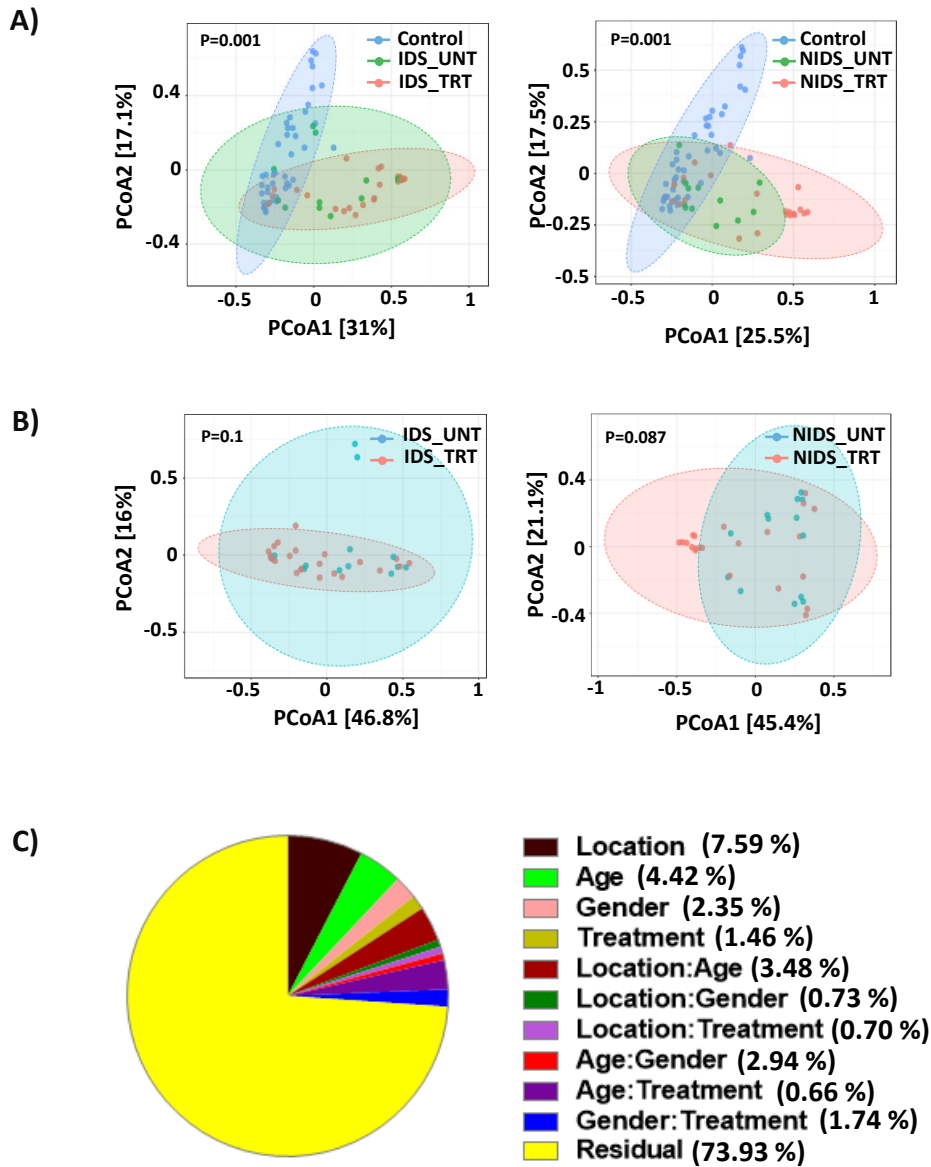 A)
P=0.001
Control
IDS_UNT
IDS_TRT
0.4
0
-0.4
PCoA2 [17.1%]
-0.5
0
0.5
1
PCoA1 [31%]
P=0.001
Control
NIDS_UNT
NIDS_TRT
0.5
0.25
0
-0.25
-0.5
PCoA2 [17.5%]
-0.5
0
0.5
1
PCoA1 [25.5%]
B)
P=0.1
IDS_UNT
IDS_TRT
0.5
0
-0.5
PCoA2 [16%]
-0.5
0
0.5
1
PCoA1 [46.8%]
P=0.087
NIDS_UNT
NIDS_TRT
0.4
0
-0.4
PCoA2 [21.1%]
-1
-0.5
0
0.5
PCoA1 [45.4%]
C)
Location (7.59 %)
Age (4.42 %)
Gender (2.35 %)
Treatment (1.46 %)
Location:Age (3.48 %)
Location:Gender (0.73 %)
Location:Treatment (0.70 %)
Age:Gender (2.94 %)
Age:Treatment (0.66 %)
Gender:Treatment (1.74 %)
Residual (73.93 %)